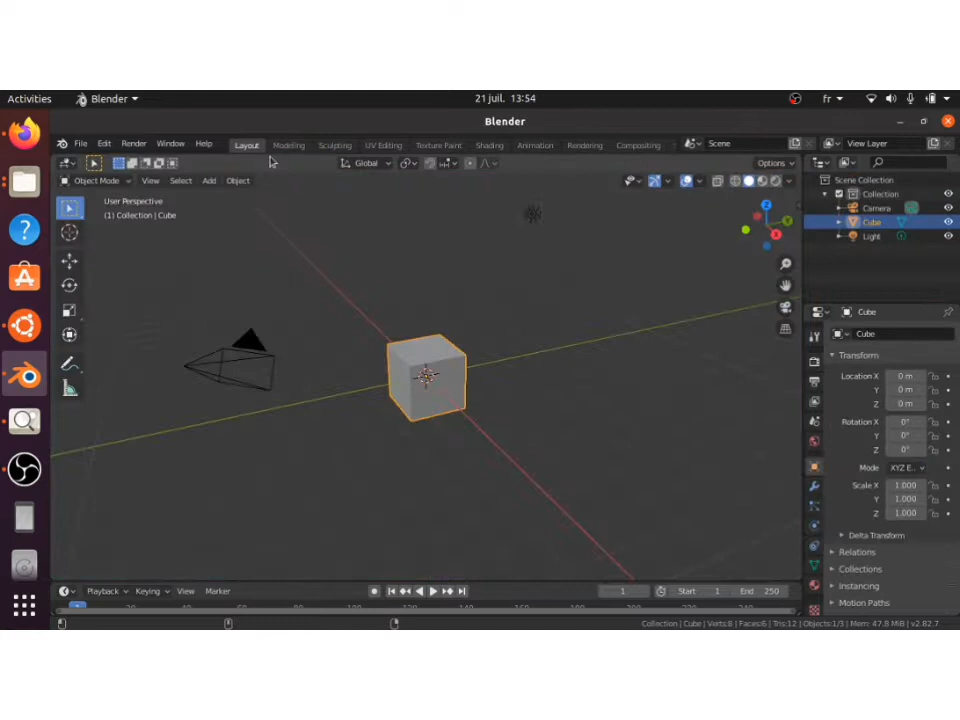 Activities
Blender
21 juil. 13:54
fr
Blender
File Edit Render Window Help
Layout Modeling Sculpting UV Editing Texture Paint Shading Animation Rendering Compositing
Scene
View Layer
Global
Options
Object Mode View Select Add Object
User Perspective
(1) Collection | Cube
Z
Y
X
Scene Collection
Collection
Camera
Cube
Light
Cube
Cube
Transform
Location X 0 m
Y 0 m
Z 0 m
Rotation X 0°
Y 0°
Z 0°
Mode XYZ E..
Scale X 1.000
Y 1.000
Z 1.000
Delta Transform
Relations
Collections
Instancing
Motion Paths
Playback Keying View Marker
1
Start 1
End 250
Collection | Cube | Verts:8 | Faces:6 | Tris:12 | Objects:1/3 | Mem: 47.8 MiB | v2.82.7